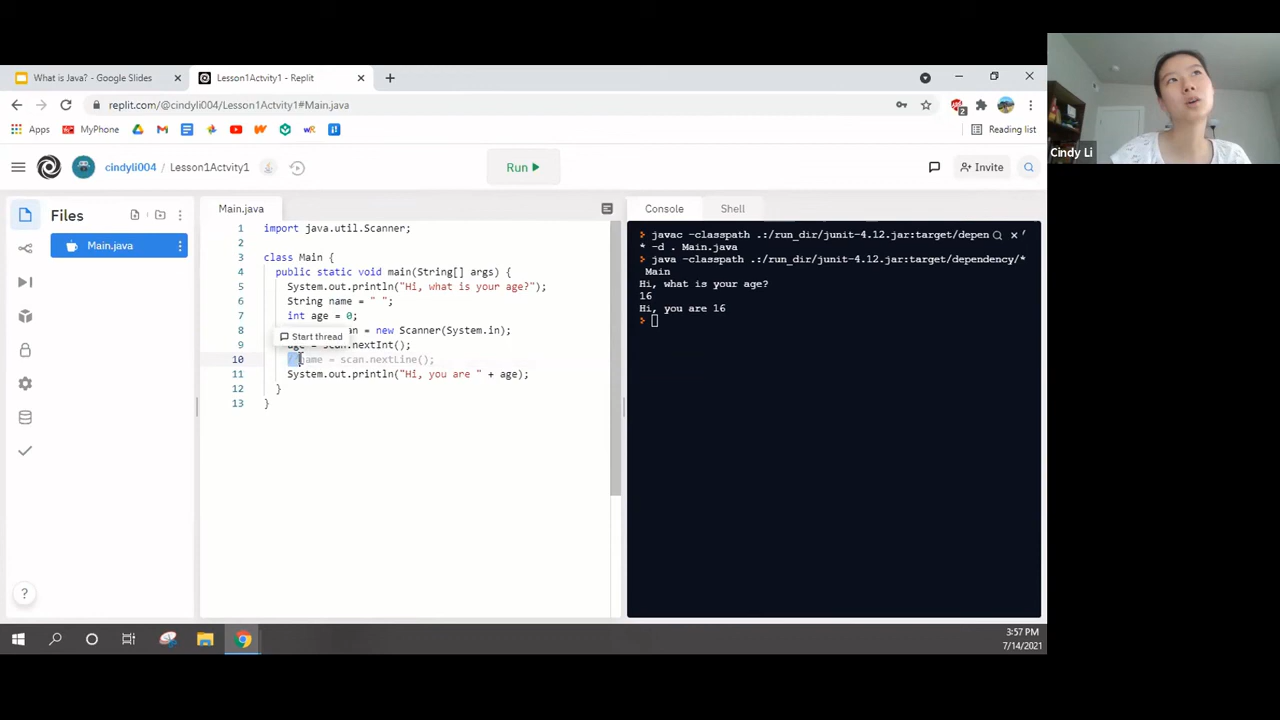 What is Java? - Google Slides
Lesson1Actvity1 - Replit
replit.com/@cindyli004/Lesson1Actvity1#Main.java
Apps
MyPhone
Reading list
Cindy Li
cindyli004 / Lesson1Actvity1
Run
Invite
Files
Main.java
Main.java
1 import java.util.Scanner;
2
3 class Main {
4 public static void main(String[] args) {
5 System.out.println("Hi, what is your age?");
6 String name = " ";
7 int age = 0;
8 an = new Scanner(System.in);
Start thread
9 age = scan.nextInt();
10 //name = scan.nextLine();
11 System.out.println("Hi, you are " + age);
12 }
13 }
Console
Shell
javac -classpath .:/run_dir/junit-4.12.jar:target/depen
* -d . Main.java
java -classpath .:/run_dir/junit-4.12.jar:target/dependency/*
Main
Hi, what is your age?
16
Hi, you are 16
?
3:57 PM
7/14/2021